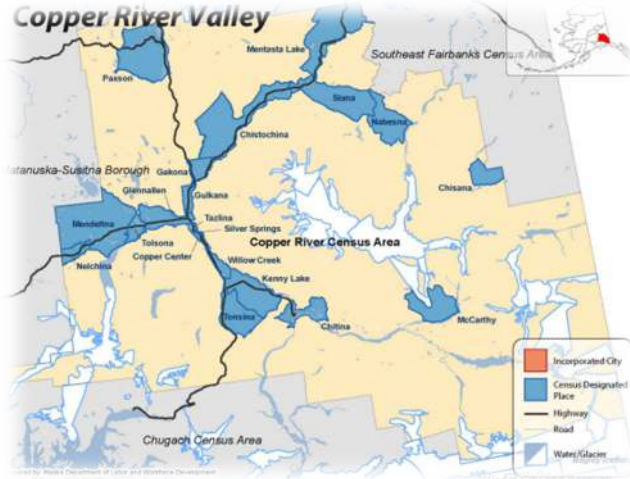 Copper River Valley
Mentasta Lake
Southeast Fairbanks Census Area
Paxson
Slana
Nabesna
Chistochina
Matanuska-Susitna Borough
Gakona
Chisana
Glennallen
Gulkana
Mendeltna
Tazlina
Silver Springs
Tolsona
Copper River Census Area
Copper Center
Nelchina
Willow Creek
Kenny Lake
Tonsina
Chitina
McCarthy
Incorporated City
Census Designated
Place
Highway
Road
Water/Glacier
Chugach Census Area
Alaska Department of Labor and Workforce Development